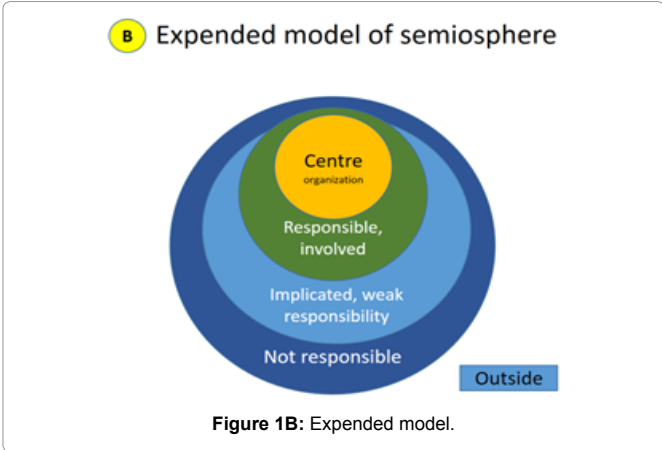 B Expended model of semiosphere
Centre
organization
Responsible,
involved
Implicated, weak
responsibility
Not responsible
Outside
Figure 1B: Expended model.